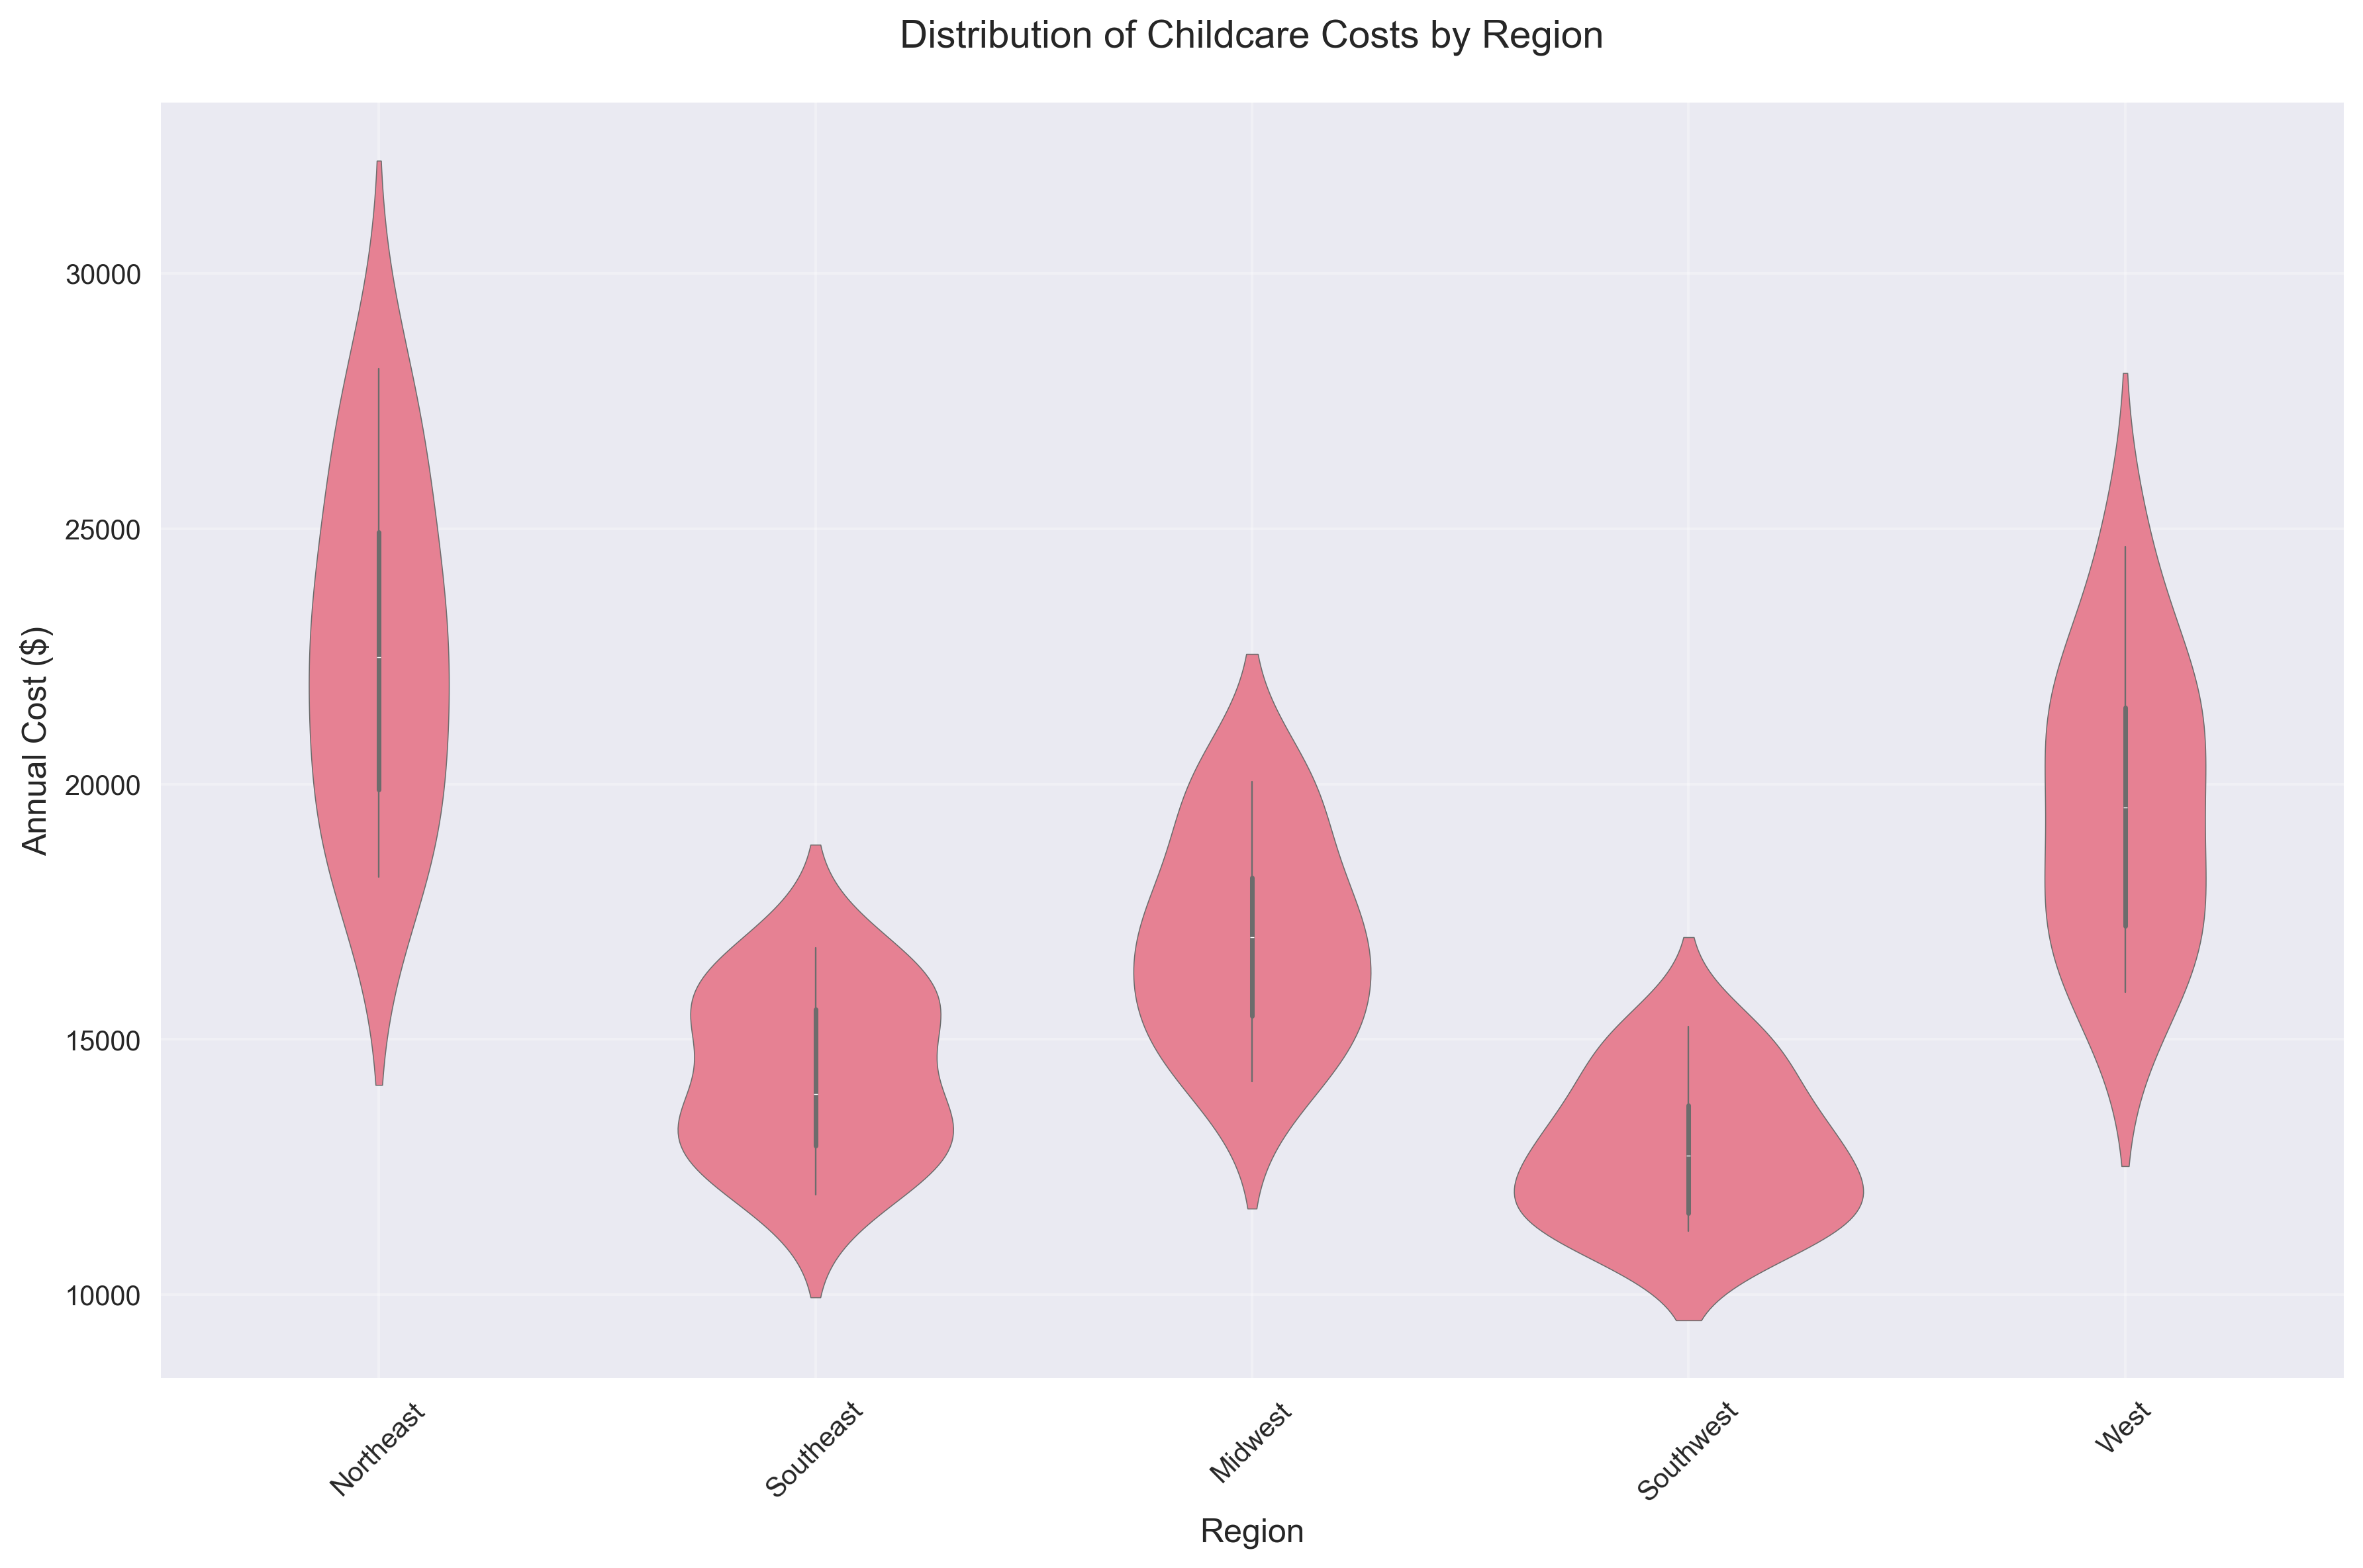 Distribution of Childcare Costs by Region
Annual Cost ($)
30000
25000
20000
15000
10000
Northeast
Southeast
Midwest
Southwest
West
Region